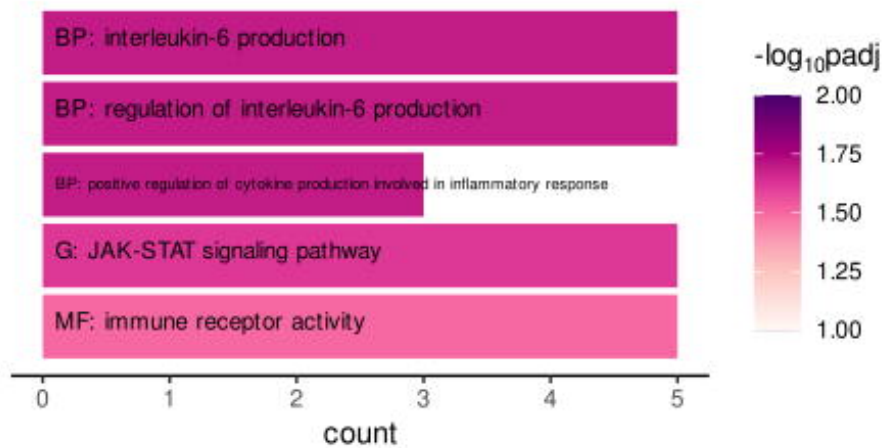 BP: interleukin-6 production
BP: regulation of interleukin-6 production
BP: positive regulation of cytokine production involved in inflammatory response
G: JAK-STAT signaling pathway
MF: immune receptor activity
0 1 2 3 4 5
count
-log₁₀padj
2.00
1.75
1.50
1.25
1.00